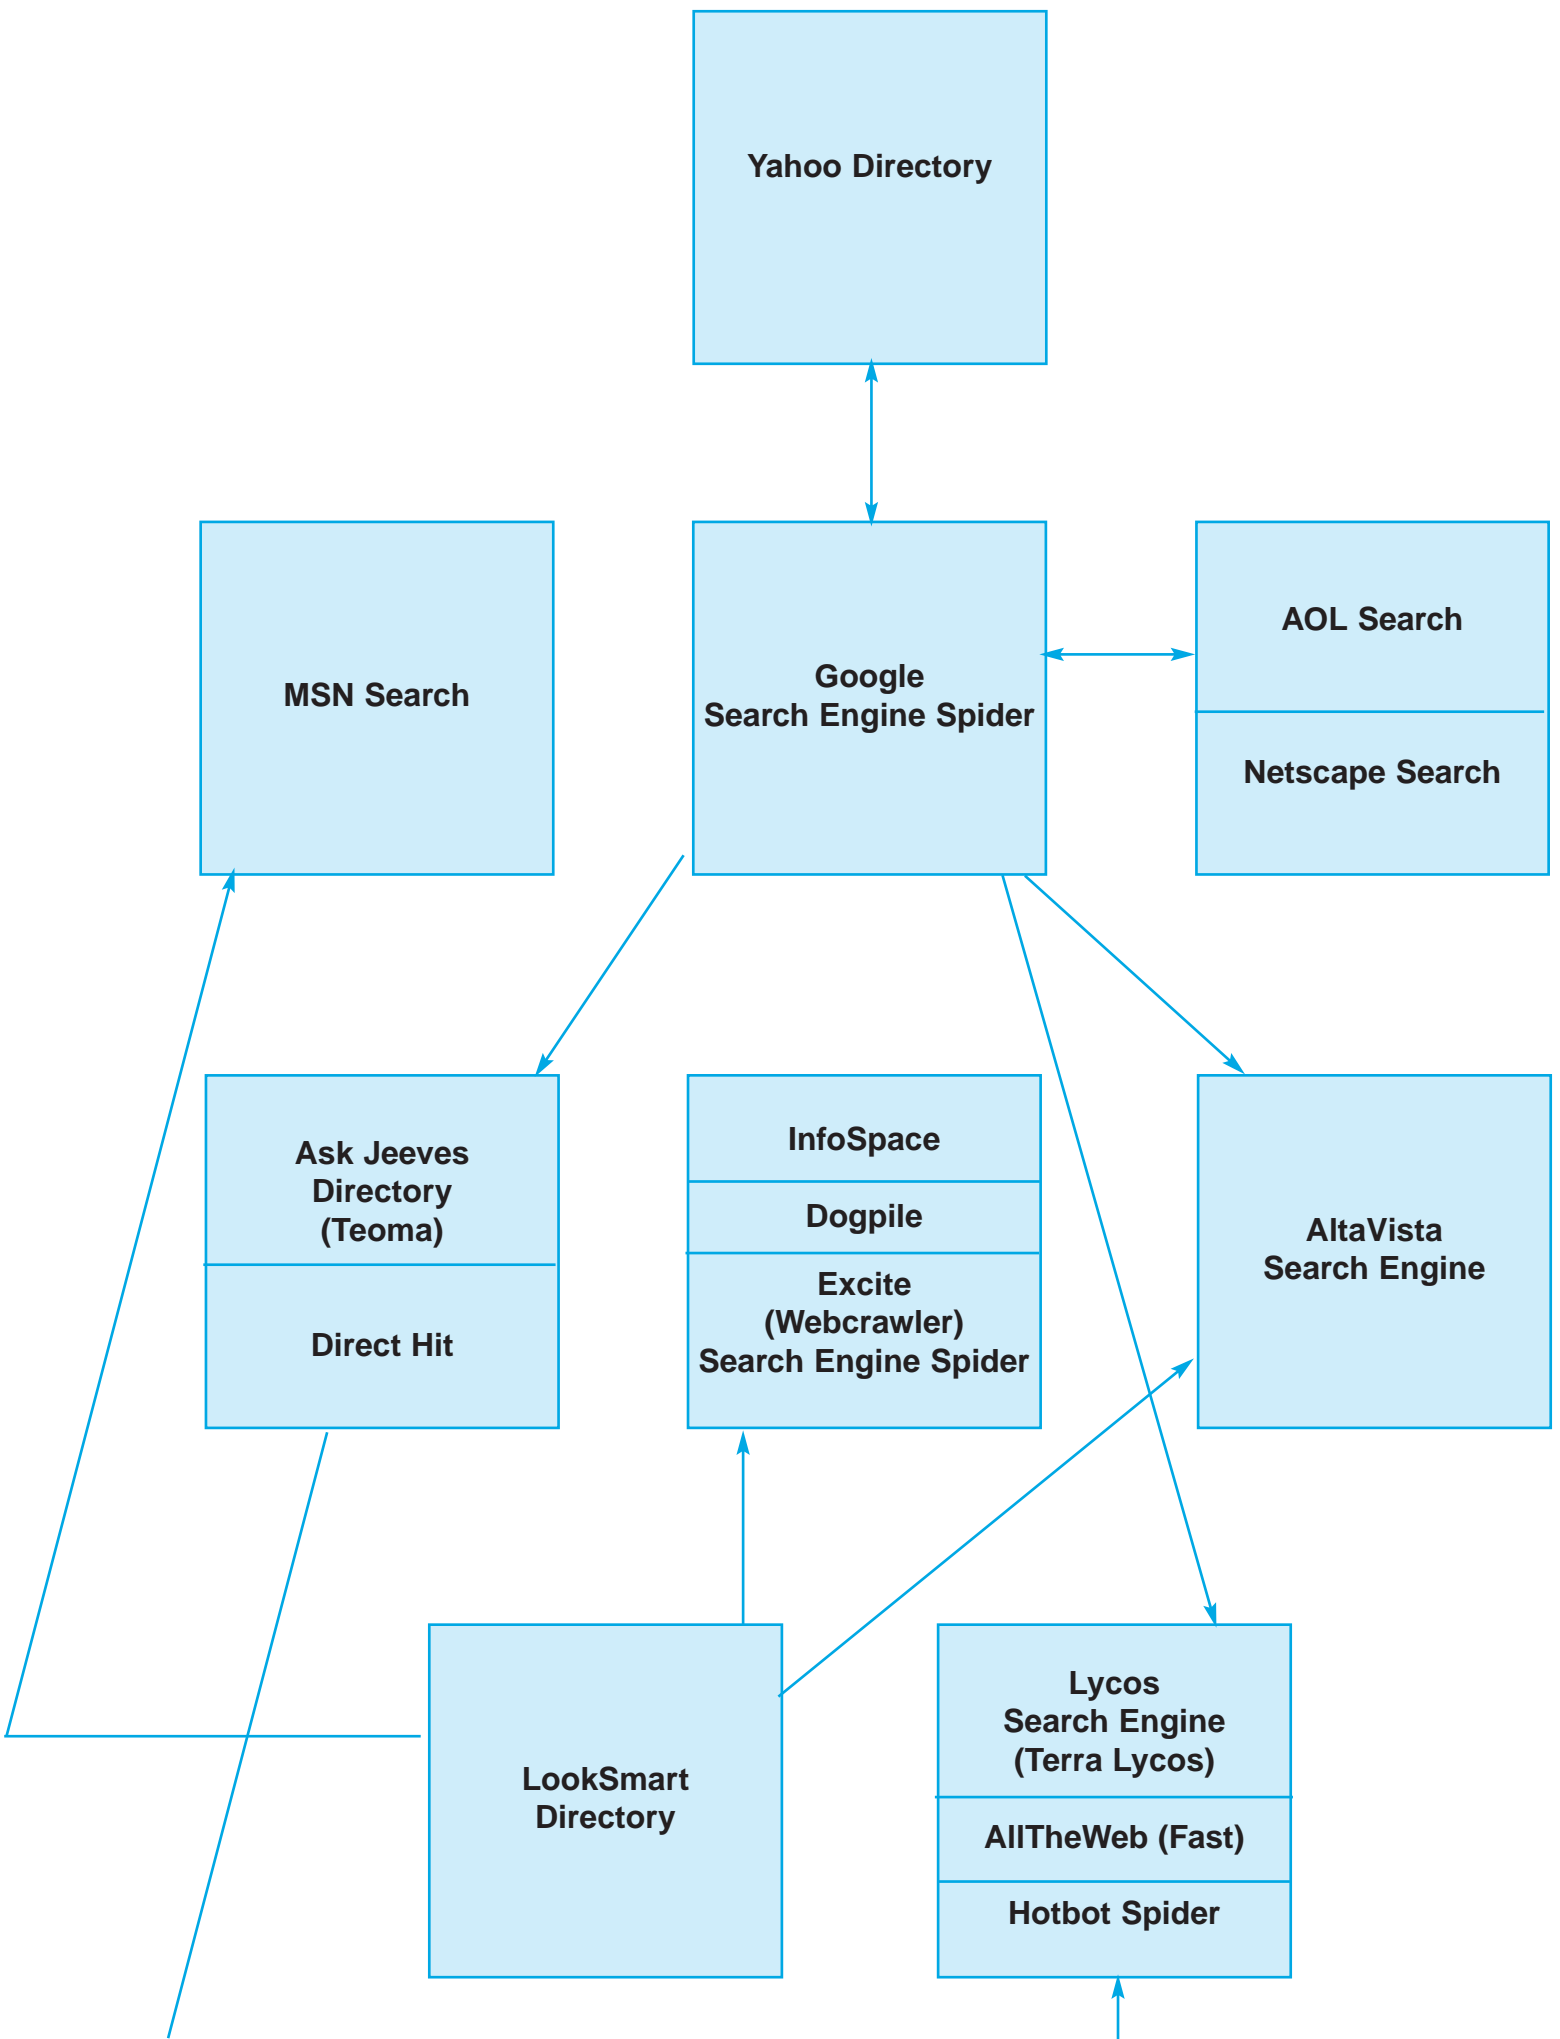 Yahoo Directory
MSN Search
Google
Search Engine Spider
AOL Search
Netscape Search
Ask Jeeves
Directory
(Teoma)
Direct Hit
InfoSpace
Dogpile
Excite
(Webcrawler)
Search Engine Spider
AltaVista
Search Engine
LookSmart
Directory
Lycos
Search Engine
(Terra Lycos)
AllTheWeb (Fast)
Hotbot Spider